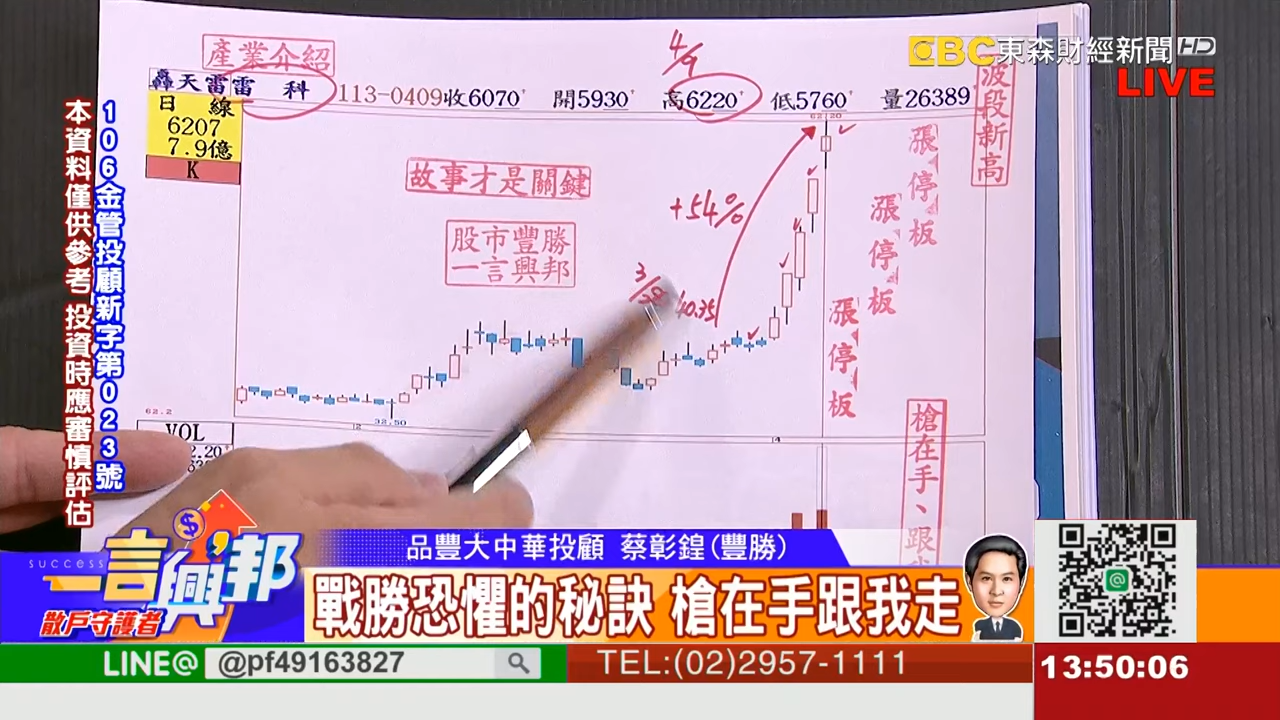 EBC 東森財經新聞 HD
LIVE
產業介紹
4/9
轟天雷雷 科 113-0409收6070 開5930 高6220 低5760 量26389
日 線
6207
7.9億
K
波段新高
62.20
漲停板
漲停板
漲停板
故事才是關鍵
股市豐勝
一言興邦
+54%
40.35
62.2
32.50
2
4
VOL
槍在手、跟
106金管投顧新字第023號
本資料僅供參考 投資時應審慎評估
success
一言興邦
散戶守護者
品豐大中華投顧 蔡彰鍠(豐勝)
戰勝恐懼的秘訣 槍在手跟我走
LINE@ @pf49163827
TEL:(02)2957-1111
13:50:06